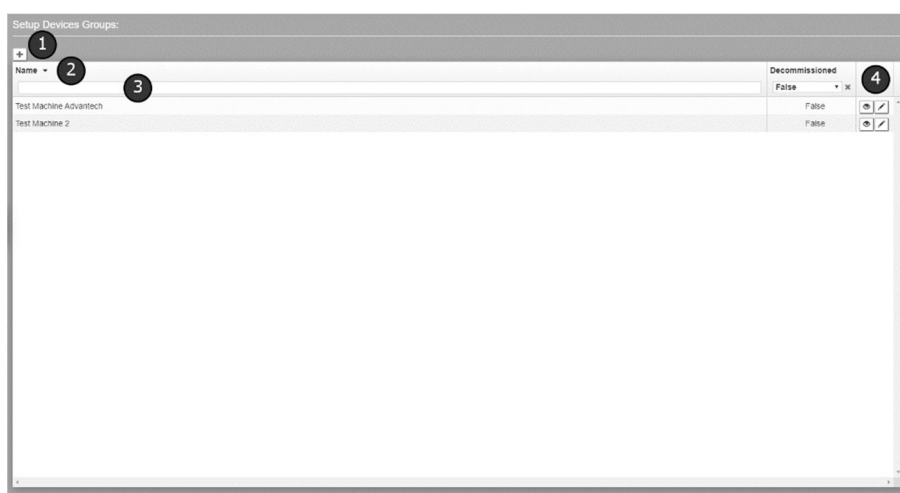 Setup Devices Groups:
1
+
Name
2
Decommissioned
4
3
False
Test Machine Advantech False
Test Machine 2 False